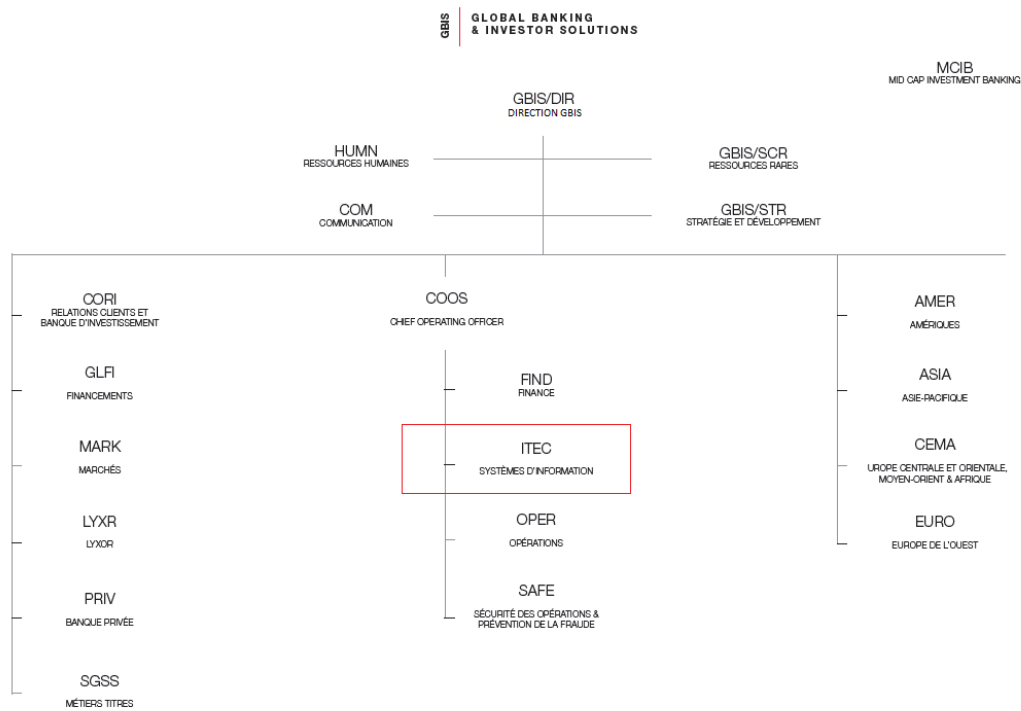 GBIS
GLOBAL BANKING
& INVESTOR SOLUTIONS
MCIB
MID CAP INVESTMENT BANKING
GBIS/DIR
DIRECTION GBIS
HUMN
RESSOURCES HUMAINES
GBIS/SCR
RESSOURCES RARES
COM
COMMUNICATION
GBIS/STR
STRATÉGIE ET DÉVELOPPEMENT
CORI
RELATIONS CLIENTS ET
BANQUE D'INVESTISSEMENT
GLFI
FINANCEMENTS
MARK
MARCHÉS
LYXR
LYXOR
PRIV
BANQUE PRIVÉE
SGSS
MÉTIERS TITRES
COOS
CHIEF OPERATING OFFICER
FIND
FINANCE
ITEC
SYSTÈMES D'INFORMATION
OPER
OPÉRATIONS
SAFE
SÉCURITÉ DES OPÉRATIONS &
PRÉVENTION DE LA FRAUDE
AMER
AMÉRIQUES
ASIA
ASIE-PACIFIQUE
CEMA
UROPE CENTRALE ET ORIENTALE,
MOYEN-ORIENT & AFRIQUE
EURO
EUROPE DE L'OUEST